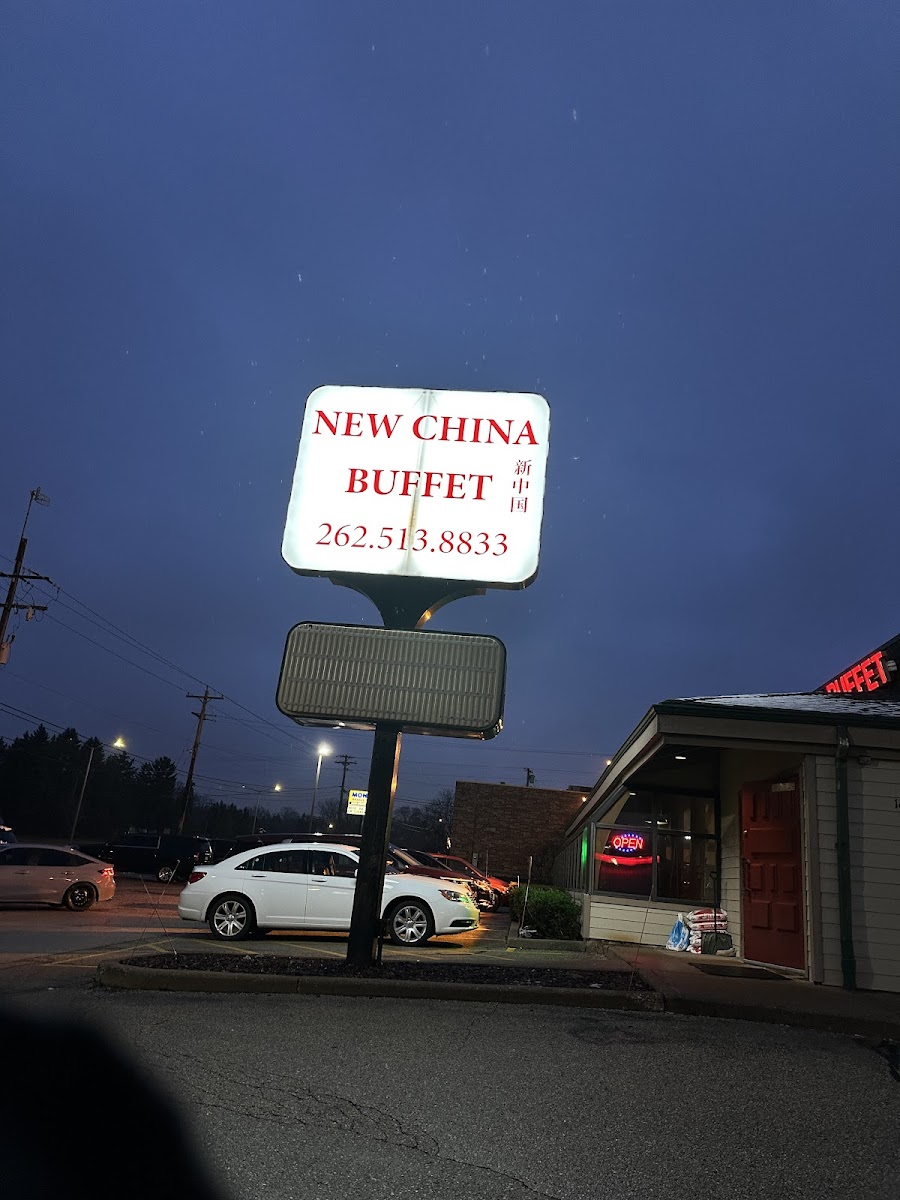 NEW CHINA
BUFFET
新中国
262.513.8833
BUFFET
OPEN